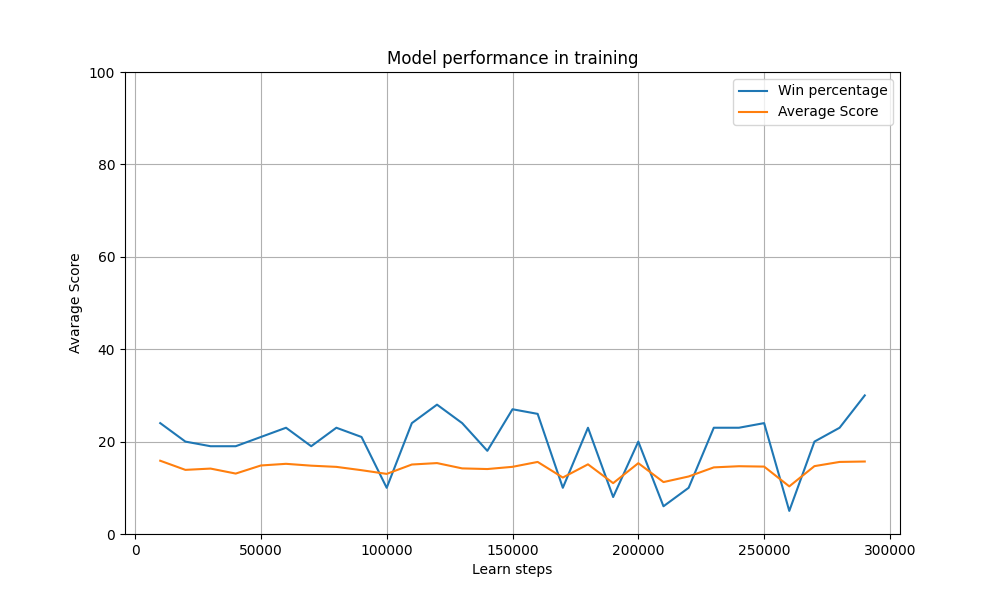 Model performance in training
100
80
60
40
20
0
Avarage Score
Win percentage
Average Score
0 50000 100000 150000 200000 250000 300000
Learn steps